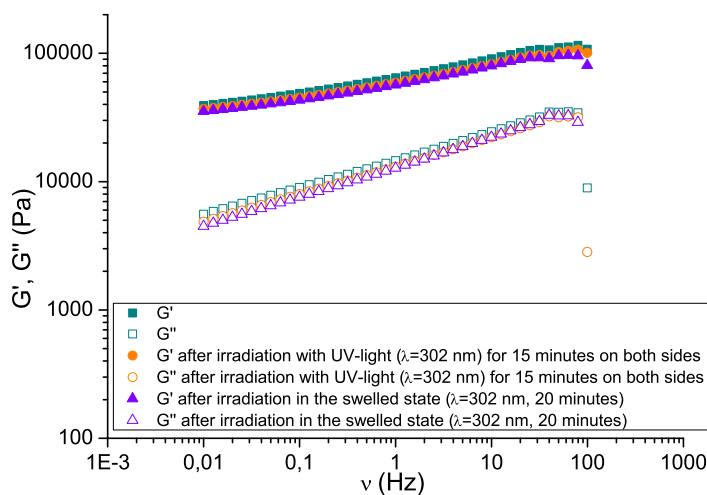 G', G'' (Pa)
100000
10000
1000
100
G'
G''
G' after irradiation with UV-light (λ=302 nm) for 15 minutes on both sides
G'' after irradiation with UV-light (λ=302 nm) for 15 minutes on both sides
G' after irradiation in the swelled state (λ=302 nm, 20 minutes)
G'' after irradiation in the swelled state (λ=302 nm, 20 minutes)
1E-3 0,01 0,1 1 10 100 1000
ν (Hz)